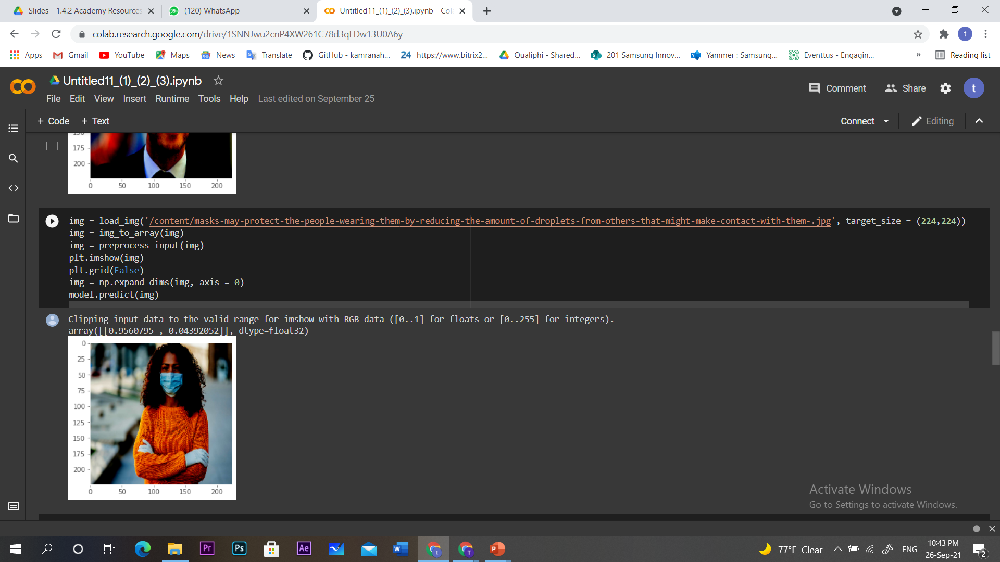 Slides - 1.4.2 Academy Resources
99+ (120) WhatsApp
Untitled11_(1)_(2)_(3).ipynb - Col
colab.research.google.com/drive/1SNNJwu2cnP4XW261C78d3qLDw13U0A6y
t
Apps
Gmail
YouTube
Maps
News
Translate
GitHub - kamranah...
24 https://www.bitrix2...
Qualiphi - Shared...
201 Samsung Innov...
Yammer : Samsung...
Eventtus - Engagin...
»
Reading list
Untitled11_(1)_(2)_(3).ipynb
Comment
Share
t
File Edit View Insert Runtime Tools Help Last edited on September 25
+ Code + Text
Connect
Editing
[ ]
150
175
200
0 50 100 150 200
img = load_img('/content/masks-may-protect-the-people-wearing-them-by-reducing-the-amount-of-droplets-from-others-that-might-make-contact-with-them-.jpg', target_size = (224,224))
img = img_to_array(img)
img = preprocess_input(img)
plt.imshow(img)
plt.grid(False)
img = np.expand_dims(img, axis = 0)
model.predict(img)
Clipping input data to the valid range for imshow with RGB data ([0..1] for floats or [0..255] for integers).
array([[0.9560795 , 0.04392052]], dtype=float32)
0
25
50
75
100
125
150
175
200
0 50 100 150 200
Activate Windows
Go to Settings to activate Windows.
Pr
Ps
Ae
W
t
T
P
77°F Clear
ENG
10:43 PM
26-Sep-21
2